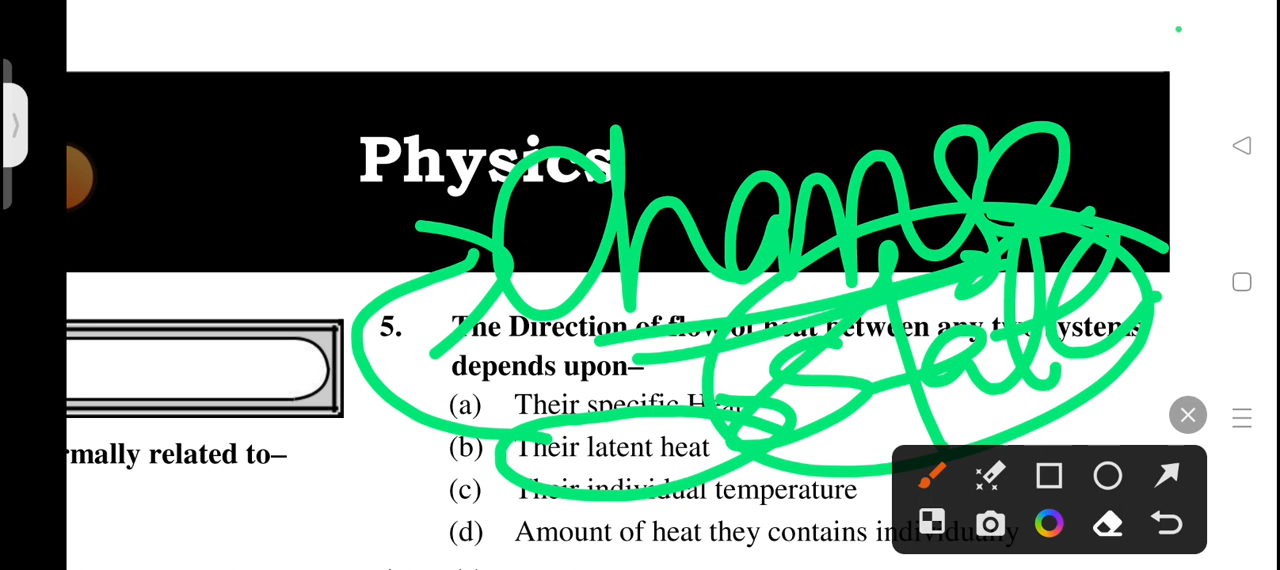 Physics
change
state
5. The Direction of flow of heat between any two systems
depends upon–
(a) Their specific Heat
(b) Their latent heat
(c) Their individual temperature
(d) Amount of heat they contains individually
rmally related to–